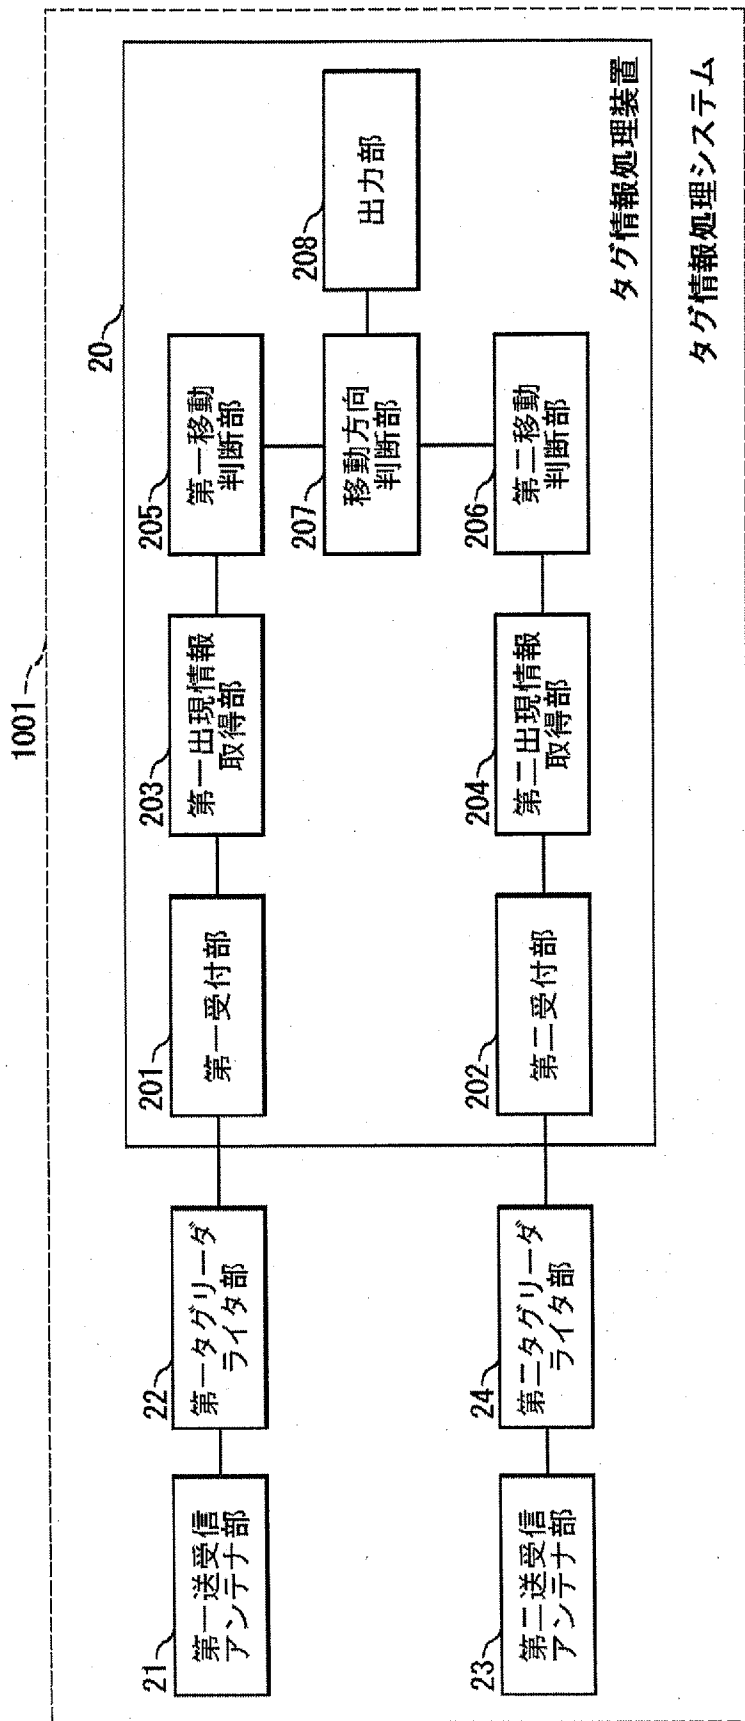 1001
20
21
第一送受信
アンテナ部
22
第一タグリーダ
ライタ部
201
第一受付部
203
第一出現情報
取得部
205
第一移動
判断部
207
移動方向
判断部
208
出力部
23
第二送受信
アンテナ部
24
第二タグリーダ
ライタ部
202
第二受付部
204
第二出現情報
取得部
206
第二移動
判断部
タグ情報処理装置
タグ情報処理システム